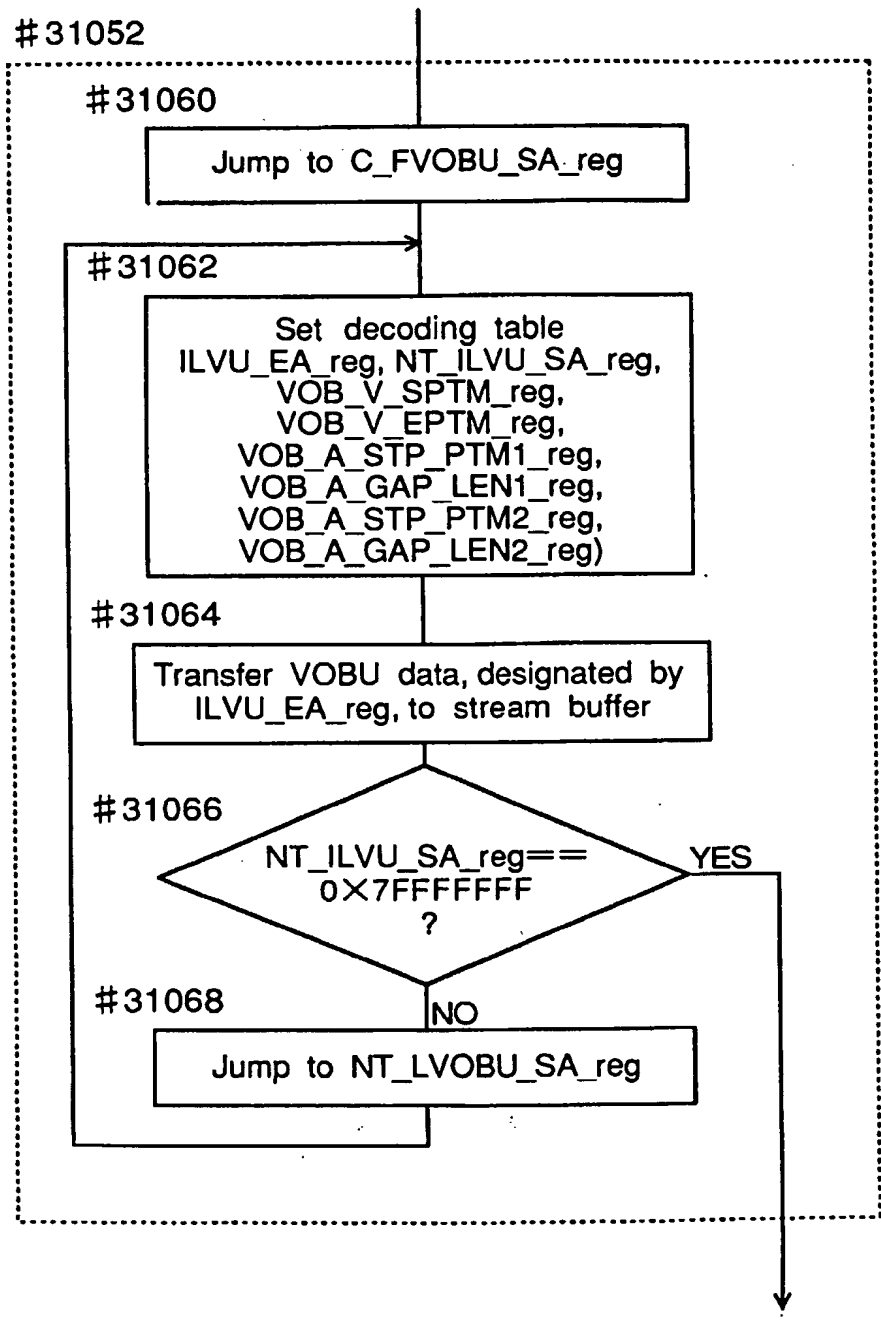 #31052
#31060
Jump to C_FVOBU_SA_reg
#31062
Set decoding table
ILVU_EA_reg, NT_ILVU_SA_reg,
VOB_V_SPTM_reg,
VOB_V_EPTM_reg,
VOB_A_STP_PTM1_reg,
VOB_A_GAP_LEN1_reg,
VOB_A_STP_PTM2_reg,
VOB_A_GAP_LEN2_reg)
#31064
Transfer VOBU data, designated by
ILVU_EA_reg, to stream buffer
#31066
NT_ILVU_SA_reg==
0×7FFFFFFF
?
YES
#31068
NO
Jump to NT_LVOBU_SA_reg